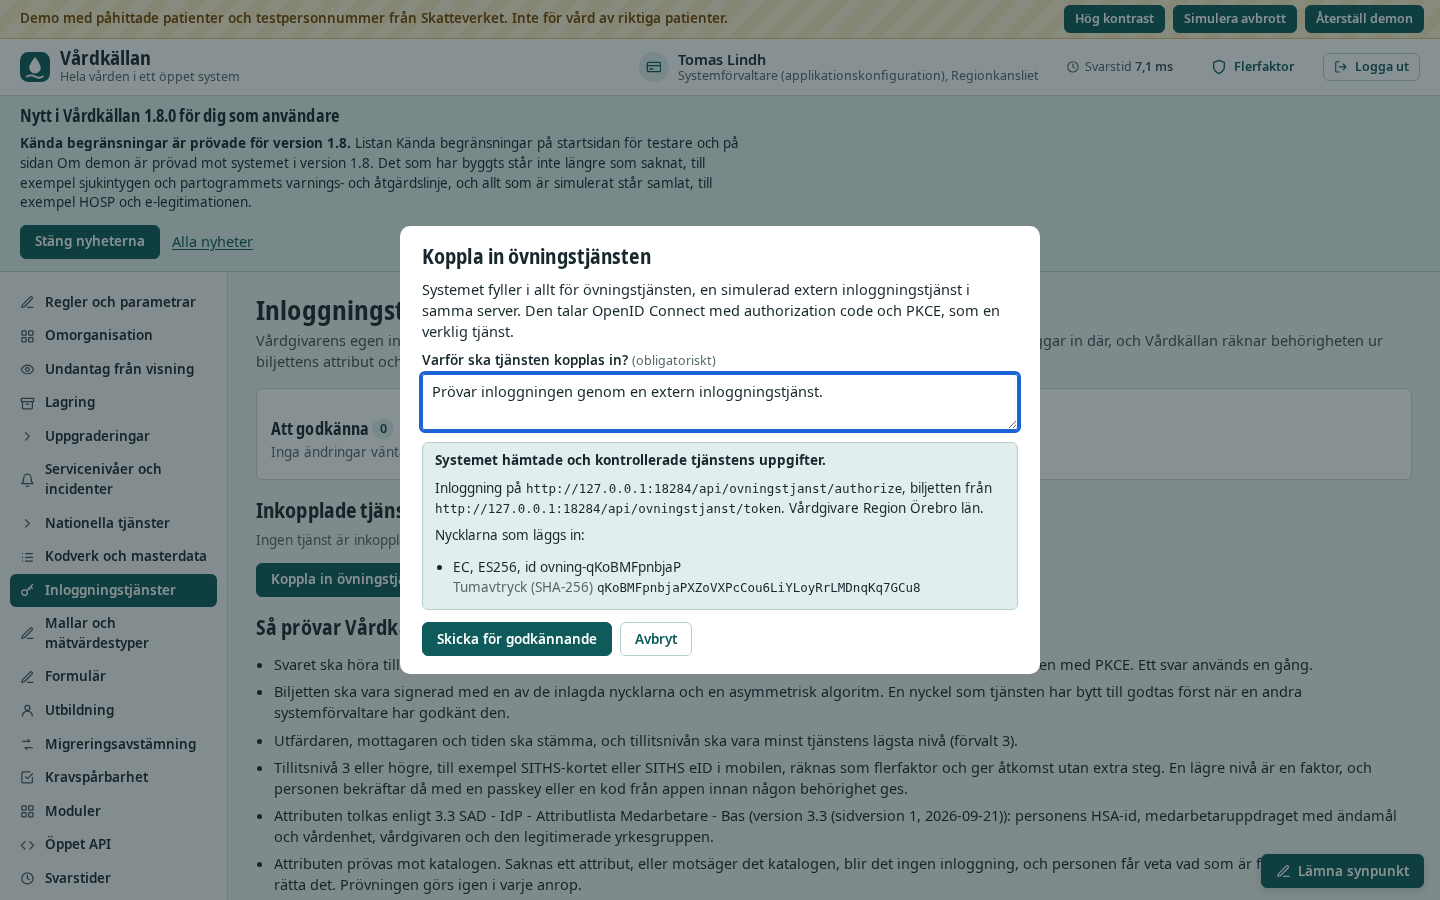 Demo med påhittade patienter och testpersonnummer från Skatteverket. Inte för vård av riktiga patienter.
Hög kontrast
Simulera avbrott
Återställ demon
Vårdkällan
Hela vården i ett öppet system
Tomas Lindh
Systemförvaltare (applikationskonfiguration), Regionkansliet
Svarstid 7,1 ms
Flerfaktor
Logga ut
Nytt i Vårdkällan 1.8.0 för dig som användare
Kända begränsningar är prövade för version 1.8. Listan Kända begränsningar på startsidan för testare och på
sidan Om demon är prövad mot systemet i version 1.8. Det som har byggts står inte längre som saknat, till
exempel sjukintygen och partogrammets varnings- och åtgärdslinje, och allt som är simulerat står samlat, till
exempel HOSP och e-legitimationen.
Stäng nyheterna
Alla nyheter
Regler och parametrar
Omorganisation
Undantag från visning
Lagring
Uppgraderingar
Servicenivåer och
incidenter
Nationella tjänster
Kodverk och masterdata
Inloggningstjänster
Mallar och
mätvärdestyper
Formulär
Utbildning
Migreringsavstämning
Kravspårbarhet
Moduler
Öppet API
Svarstider
Inloggningst
Vårdgivarens egen in
ggar in där, och Vårdkällan räknar behörigheten ur
biljettens attribut och
Att godkänna 0
Inga ändringar vänt
Inkopplade tjäns
Ingen tjänst är inkoppl
Koppla in övningstj
Så prövar Vårdk
Svaret ska höra till
en med PKCE. Ett svar används en gång.
Biljetten ska vara signerad med en av de inlagda nycklarna och en asymmetrisk algoritm. En nyckel som tjänsten har bytt till godtas först när en andra
systemförvaltare har godkänt den.
Utfärdaren, mottagaren och tiden ska stämma, och tillitsnivån ska vara minst tjänstens lägsta nivå (förvalt 3).
Tillitsnivå 3 eller högre, till exempel SITHS-kortet eller SITHS eID i mobilen, räknas som flerfaktor och ger åtkomst utan extra steg. En lägre nivå är en faktor, och
personen bekräftar då med en passkey eller en kod från appen innan någon behörighet ges.
Attributen tolkas enligt 3.3 SAD - IdP - Attributlista Medarbetare - Bas (version 3.3 (sidversion 1, 2026-09-21)): personens HSA-id, medarbetaruppdraget med ändamål
och vårdenhet, vårdgivaren och den legitimerade yrkesgruppen.
Attributen prövas mot katalogen. Saknas ett attribut, eller motsäger det katalogen, blir det ingen inloggning, och personen får veta vad som är f
rätta det. Prövningen görs igen i varje anrop.
Koppla in övningstjänsten
Systemet fyller i allt för övningstjänsten, en simulerad extern inloggningstjänst i
samma server. Den talar OpenID Connect med authorization code och PKCE, som en
verklig tjänst.
Varför ska tjänsten kopplas in? (obligatoriskt)
Prövar inloggningen genom en extern inloggningstjänst.
Systemet hämtade och kontrollerade tjänstens uppgifter.
Inloggning på http://127.0.0.1:18284/api/ovningstjanst/authorize, biljetten från
http://127.0.0.1:18284/api/ovningstjanst/token. Vårdgivare Region Örebro län.
Nycklarna som läggs in:
EC, ES256, id ovning-qKoBMFpnbjaP
Tumavtryck (SHA-256) qKoBMFpnbjaPXZoVXPcCou6LiYLoyRrLMDnqKq7GCu8
Skicka för godkännande
Avbryt
Lämna synpunkt